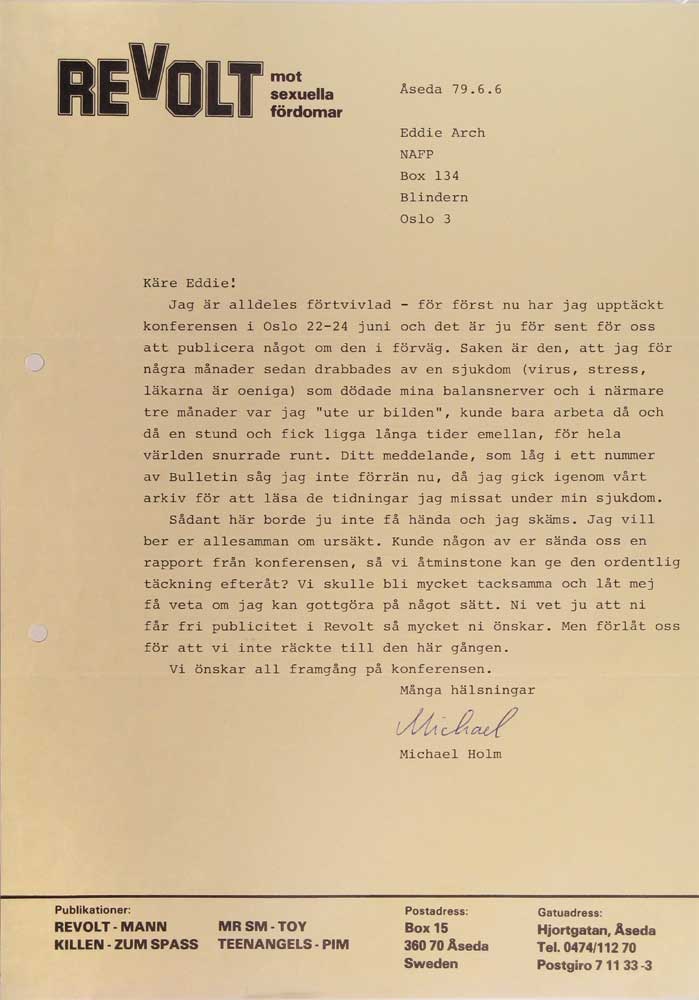 REVOLT mot
sexuella
fördomar
Åseda 79.6.6
Eddie Arch
NAFP
Box 134
Blindern
Oslo 3
Käre Eddie!
Jag är alldeles förtvivlad - för först nu har jag upptäckt
konferensen i Oslo 22-24 juni och det är ju för sent för oss
att publicera något om den i förväg. Saken är den, att jag för
några månader sedan drabbades av en sjukdom (virus, stress,
läkarna är oeniga) som dödade mina balansnerver och i närmare
tre månader var jag "ute ur bilden", kunde bara arbeta då och
då en stund och fick ligga långa tider emellan, för hela
världen snurrade runt. Ditt meddelande, som låg i ett nummer
av Bulletin såg jag inte förrän nu, då jag gick igenom vårt
arkiv för att läsa de tidningar jag missat under min sjukdom.
Sådant här borde ju inte få hända och jag skäms. Jag vill
ber er allesamman om ursäkt. Kunde någon av er sända oss en
rapport från konferensen, så vi åtminstone kan ge den ordentlig
täckning efteråt? Vi skulle bli mycket tacksamma och låt mej
få veta om jag kan gottgöra på något sätt. Ni vet ju att ni
får fri publicitet i Revolt så mycket ni önskar. Men förlåt oss
för att vi inte räckte till den här gången.
Vi önskar all framgång på konferensen.
Många hälsningar
Michael
Michael Holm
Publikationer:
REVOLT - MANN
KILLEN - ZUM SPASS
MR SM - TOY
TEENANGELS - PIM
Postadress:
Box 15
360 70 Åseda
Sweden
Gatuadress:
Hjortgatan, Åseda
Tel. 0474/112 70
Postgiro 7 11 33 -3